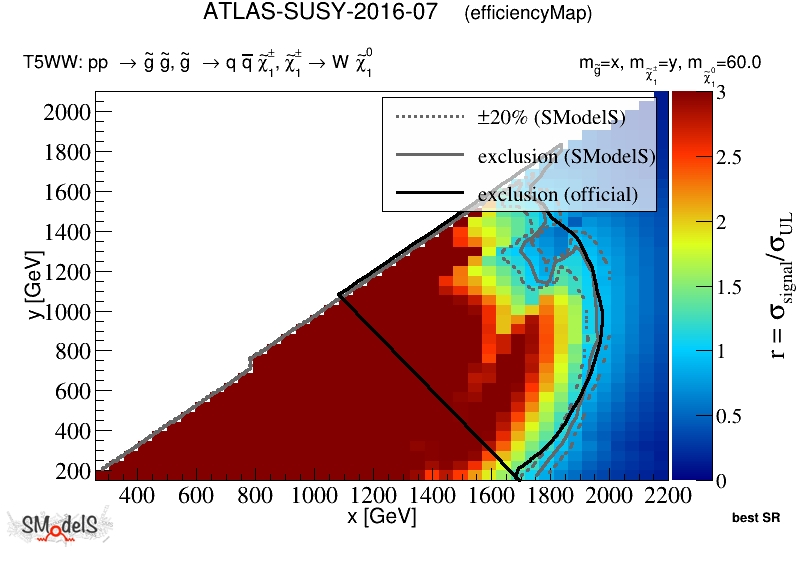 ATLAS-SUSY-2016-07 (efficiencyMap)
T5WW: pp → g̃ g̃, g̃ → q q̅ χ̃₁±, χ̃₁± → W χ̃₁⁰ m_g̃=x, m_χ̃₁±=y, m_χ̃₁⁰=60.0
±20% (SModelS)
exclusion (SModelS)
exclusion (official)
y [GeV]
2000
1800
1600
1400
1200
1000
800
600
400
200
400 600 800 1000 1200 1400 1600 1800 2000 2200
x [GeV]
3
2.5
2
1.5
1
0.5
0
r = σ_signal/σ_UL
SModelS
best SR